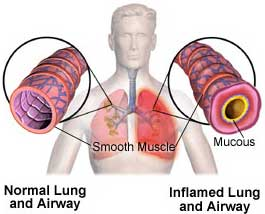 Smooth Muscle
Mucous
Normal Lung
and Airway
Inflamed Lung
and Airway